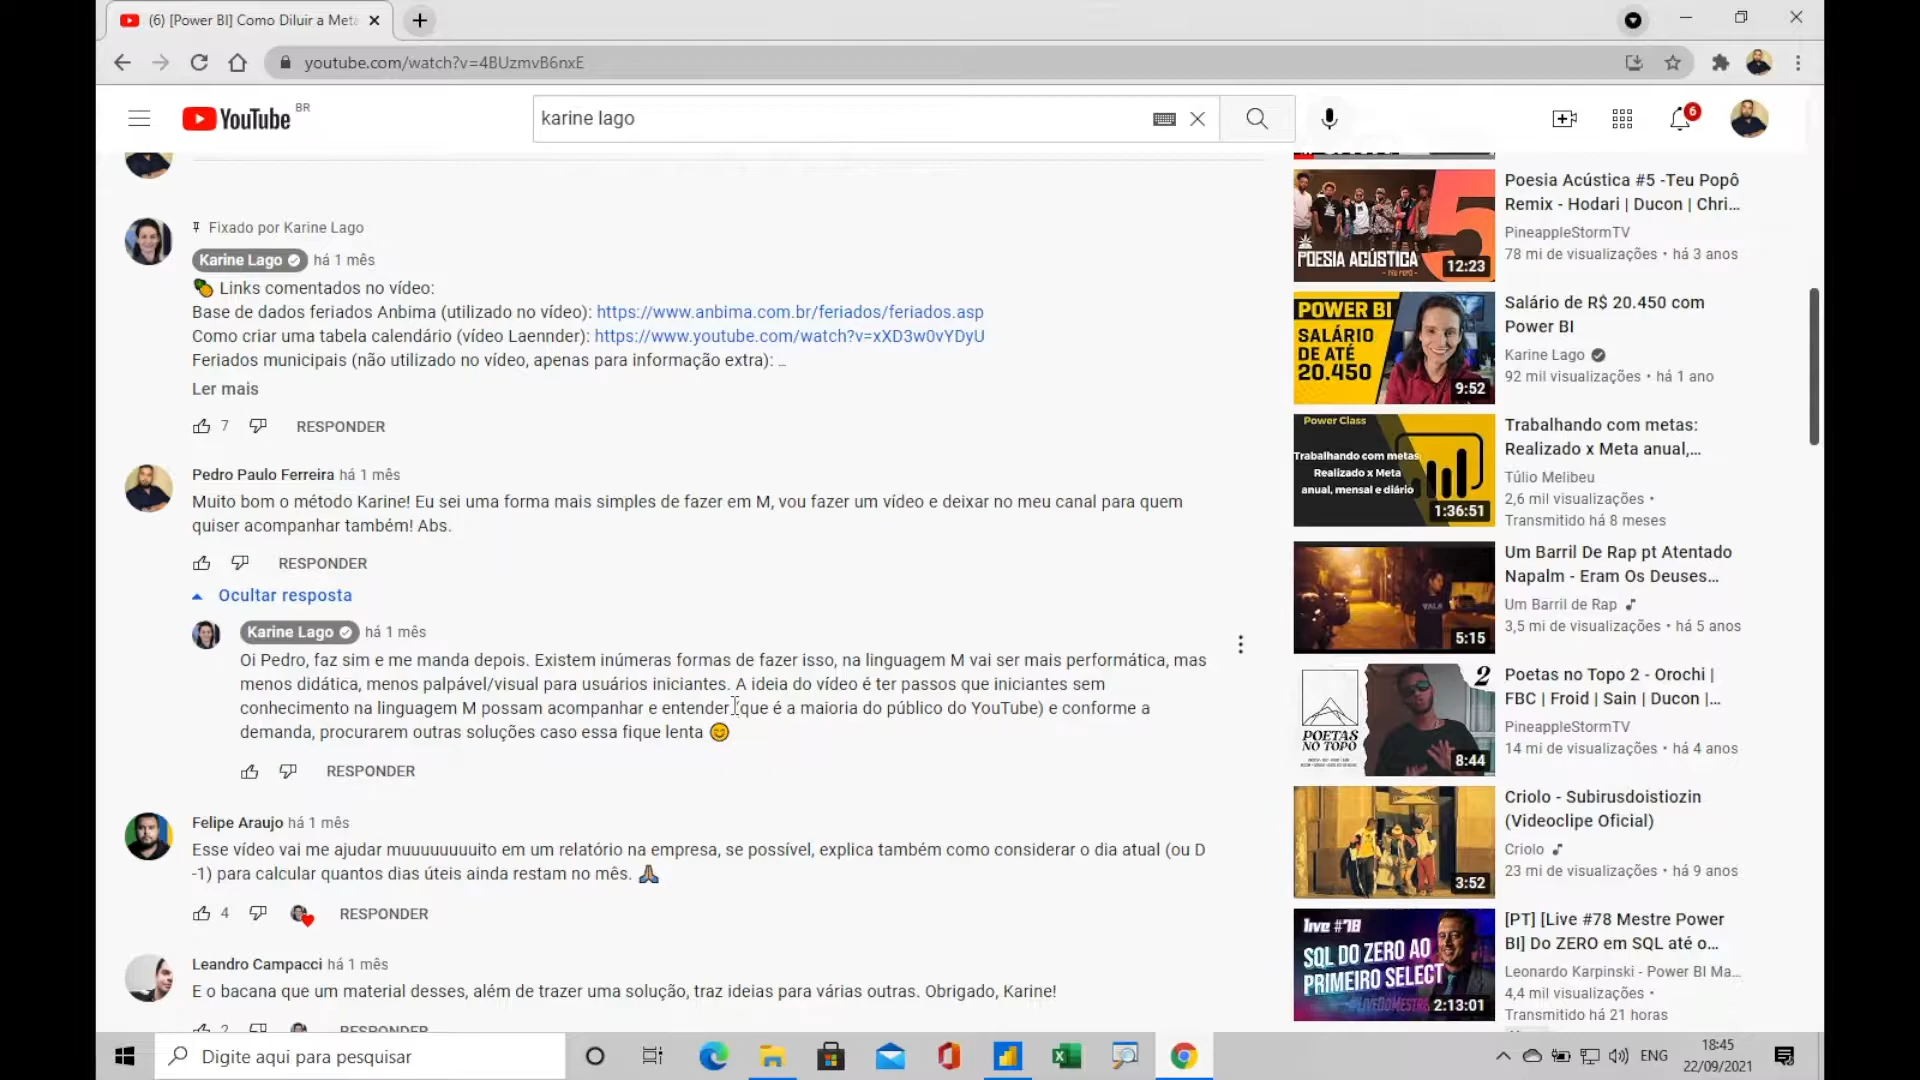 (6) [Power BI] Como Diluir a Meta
youtube.com/watch?v=4BUzmvB6nxE
YouTube BR
karine lago
6
Fixado por Karine Lago
Karine Lago há 1 mês
🍍 Links comentados no vídeo:
Base de dados feriados Anbima (utilizado no vídeo): https://www.anbima.com.br/feriados/feriados.asp
Como criar uma tabela calendário (vídeo Laennder): https://www.youtube.com/watch?v=xXD3w0vYDyU
Feriados municipais (não utilizado no vídeo, apenas para informação extra): ...
Ler mais
7 RESPONDER
Pedro Paulo Ferreira há 1 mês
Muito bom o método Karine! Eu sei uma forma mais simples de fazer em M, vou fazer um vídeo e deixar no meu canal para quem
quiser acompanhar também! Abs.
RESPONDER
Ocultar resposta
Karine Lago há 1 mês
Oi Pedro, faz sim e me manda depois. Existem inúmeras formas de fazer isso, na linguagem M vai ser mais performática, mas
menos didática, menos palpável/visual para usuários iniciantes. A ideia do vídeo é ter passos que iniciantes sem
conhecimento na linguagem M possam acompanhar e entender (que é a maioria do público do YouTube) e conforme a
demanda, procurarem outras soluções caso essa fique lenta 😊
RESPONDER
Felipe Araujo há 1 mês
Esse vídeo vai me ajudar muuuuuuuuito em um relatório na empresa, se possível, explica também como considerar o dia atual (ou D
-1) para calcular quantos dias úteis ainda restam no mês. 🙏
4 RESPONDER
Leandro Campacci há 1 mês
E o bacana que um material desses, além de trazer uma solução, traz ideias para várias outras. Obrigado, Karine!
2 RESPONDER
5
POESIA ACÚSTICA
12:23
Poesia Acústica #5 -Teu Popô
Remix - Hodari | Ducon | Chri...
PineappleStormTV
78 mi de visualizações • há 3 anos
POWER BI
SALÁRIO
DE ATÉ
20.450
9:52
Salário de R$ 20.450 com
Power BI
Karine Lago
92 mil visualizações • há 1 ano
Power Class
Trabalhando com metas
Realizado x Meta
anual, mensal e diário
1:36:51
Trabalhando com metas:
Realizado x Meta anual,...
Túlio Melibeu
2,6 mil visualizações •
Transmitido há 8 meses
5:15
Um Barril De Rap pt Atentado
Napalm - Eram Os Deuses...
Um Barril de Rap
3,5 mi de visualizações • há 5 anos
2
POETAS
NO TOPO
8:44
Poetas no Topo 2 - Orochi |
FBC | Froid | Sain | Ducon |...
PineappleStormTV
14 mi de visualizações • há 4 anos
3:52
Criolo - Subirusdoistiozin
(Videoclipe Oficial)
Criolo
23 mi de visualizações • há 9 anos
live #78
SQL DO ZERO AO
PRIMEIRO SELECT
2:13:01
[PT] [Live #78 Mestre Power
BI] Do ZERO em SQL até o...
Leonardo Karpinski - Power BI Ma...
4,4 mil visualizações •
Transmitido há 21 horas
Digite aqui para pesquisar
ENG
18:45
22/09/2021